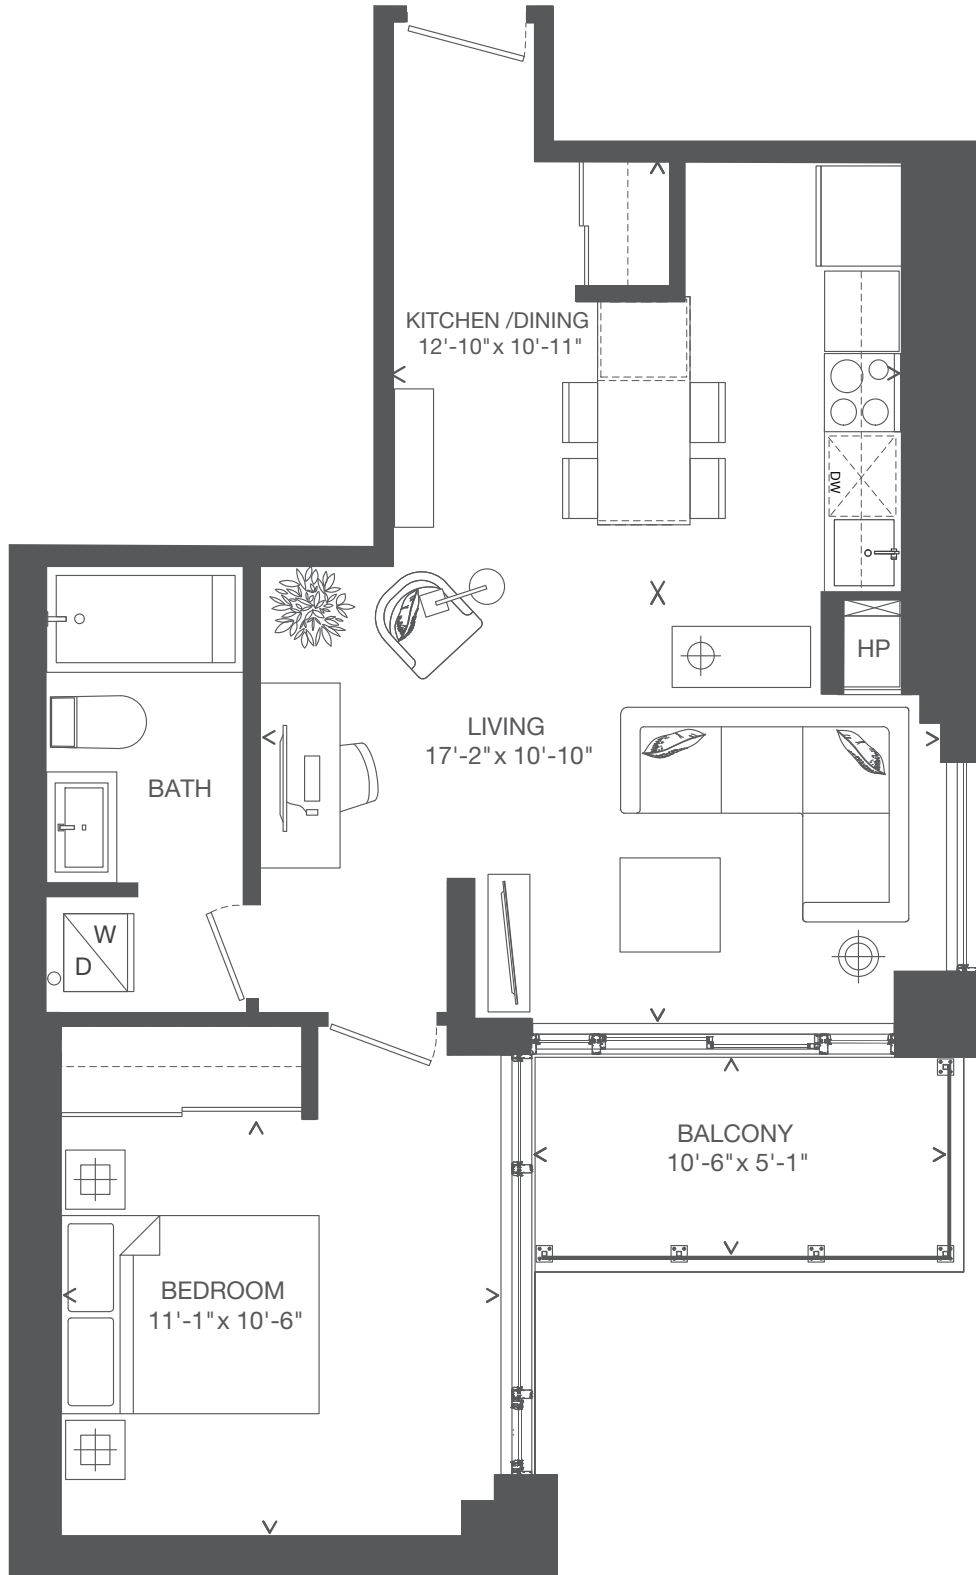 KITCHEN /DINING
12'-10" x 10'-11"
DW
HP
LIVING
17'-2" x 10'-10"
BATH
W
D
BALCONY
10'-6" x 5'-1"
BEDROOM
11'-1" x 10'-6"